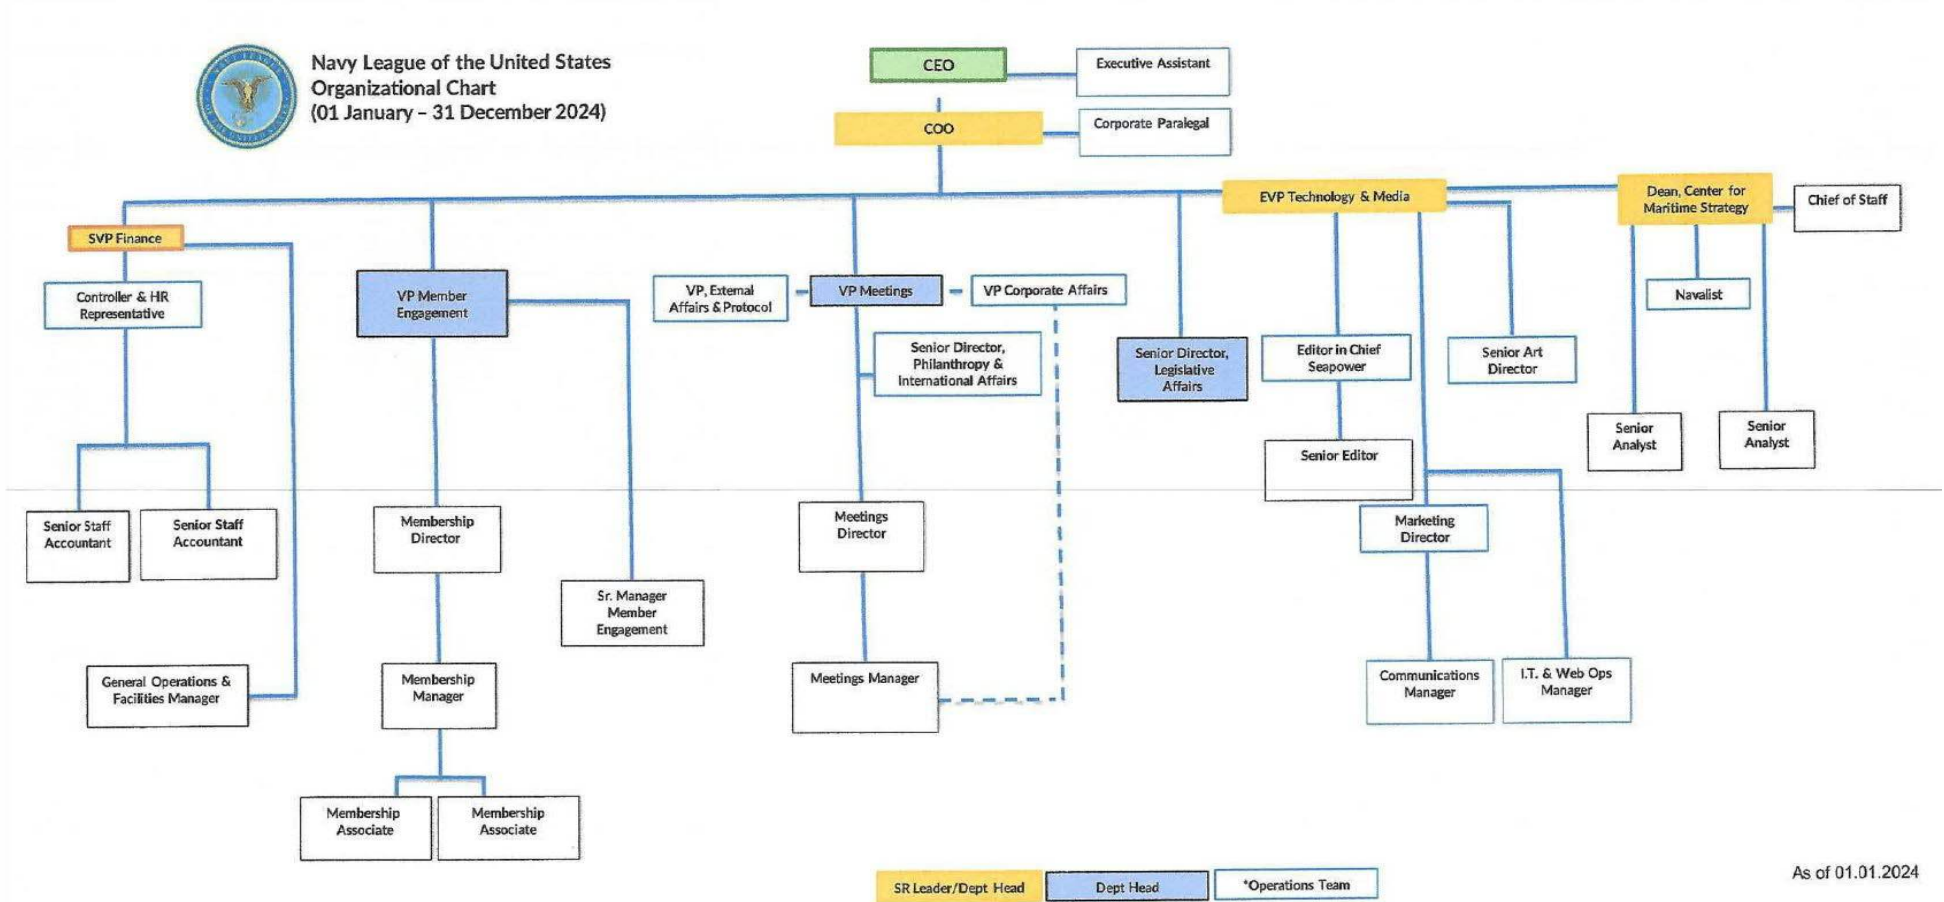 Navy League of the United States
Organizational Chart
(01 January – 31 December 2024)
CEO
Executive Assistant
COO
Corporate Paralegal
EVP Technology & Media
Dean, Center for
Maritime Strategy
Chief of Staff
SVP Finance
Controller & HR
Representative
VP Member
Engagement
VP, External
Affairs & Protocol
VP Meetings
VP Corporate Affairs
Navalist
Senior Director,
Philanthropy &
International Affairs
Senior Director,
Legislative
Affairs
Editor in Chief
Seapower
Senior Art
Director
Senior
Analyst
Senior
Analyst
Senior Editor
Senior Staff
Accountant
Senior Staff
Accountant
Membership
Director
Meetings
Director
Marketing
Director
Sr. Manager
Member
Engagement
General Operations &
Facilities Manager
Membership
Manager
Meetings Manager
Communications
Manager
I.T. & Web Ops
Manager
Membership
Associate
Membership
Associate
SR Leader/Dept Head
Dept Head
*Operations Team
As of 01.01.2024